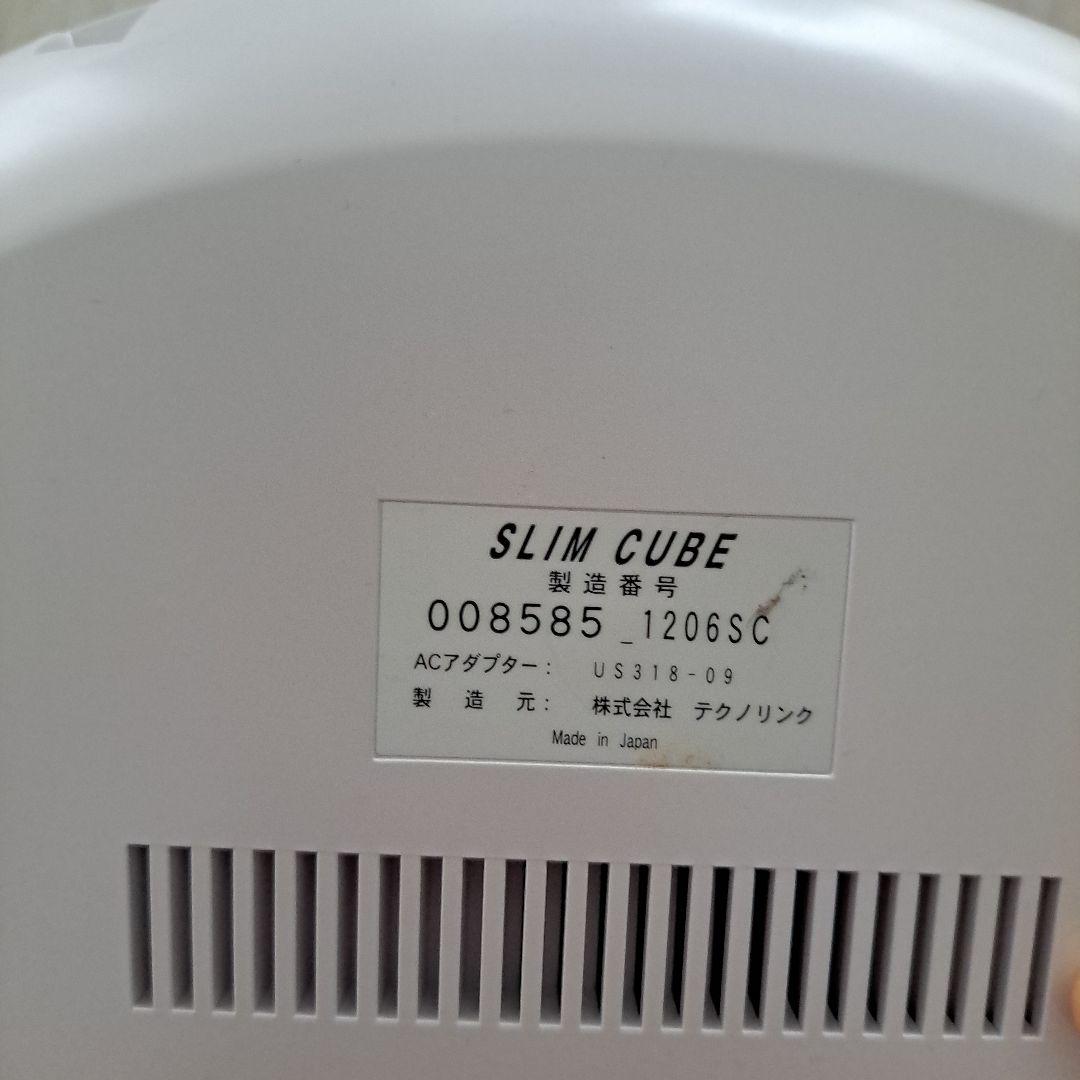 SLIM CUBE
製造番号
008585_1206SC
ACアダプター： US318-09
製造元： 株式会社 テクノリンク
Made in Japan